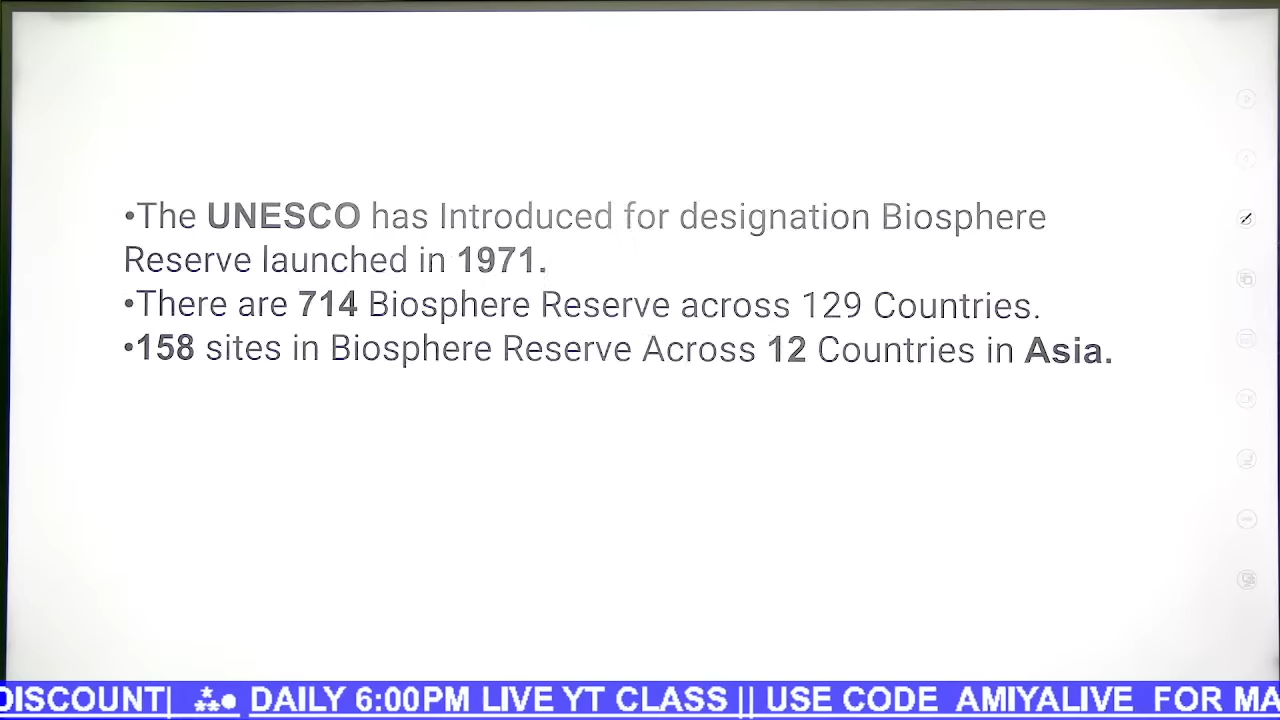 •The UNESCO has Introduced for designation Biosphere
Reserve launched in 1971.
•There are 714 Biosphere Reserve across 129 Countries.
•158 sites in Biosphere Reserve Across 12 Countries in Asia.
DISCOUNT| ⁂● DAILY 6:00PM LIVE YT CLASS || USE CODE AMIYALIVE FOR MA